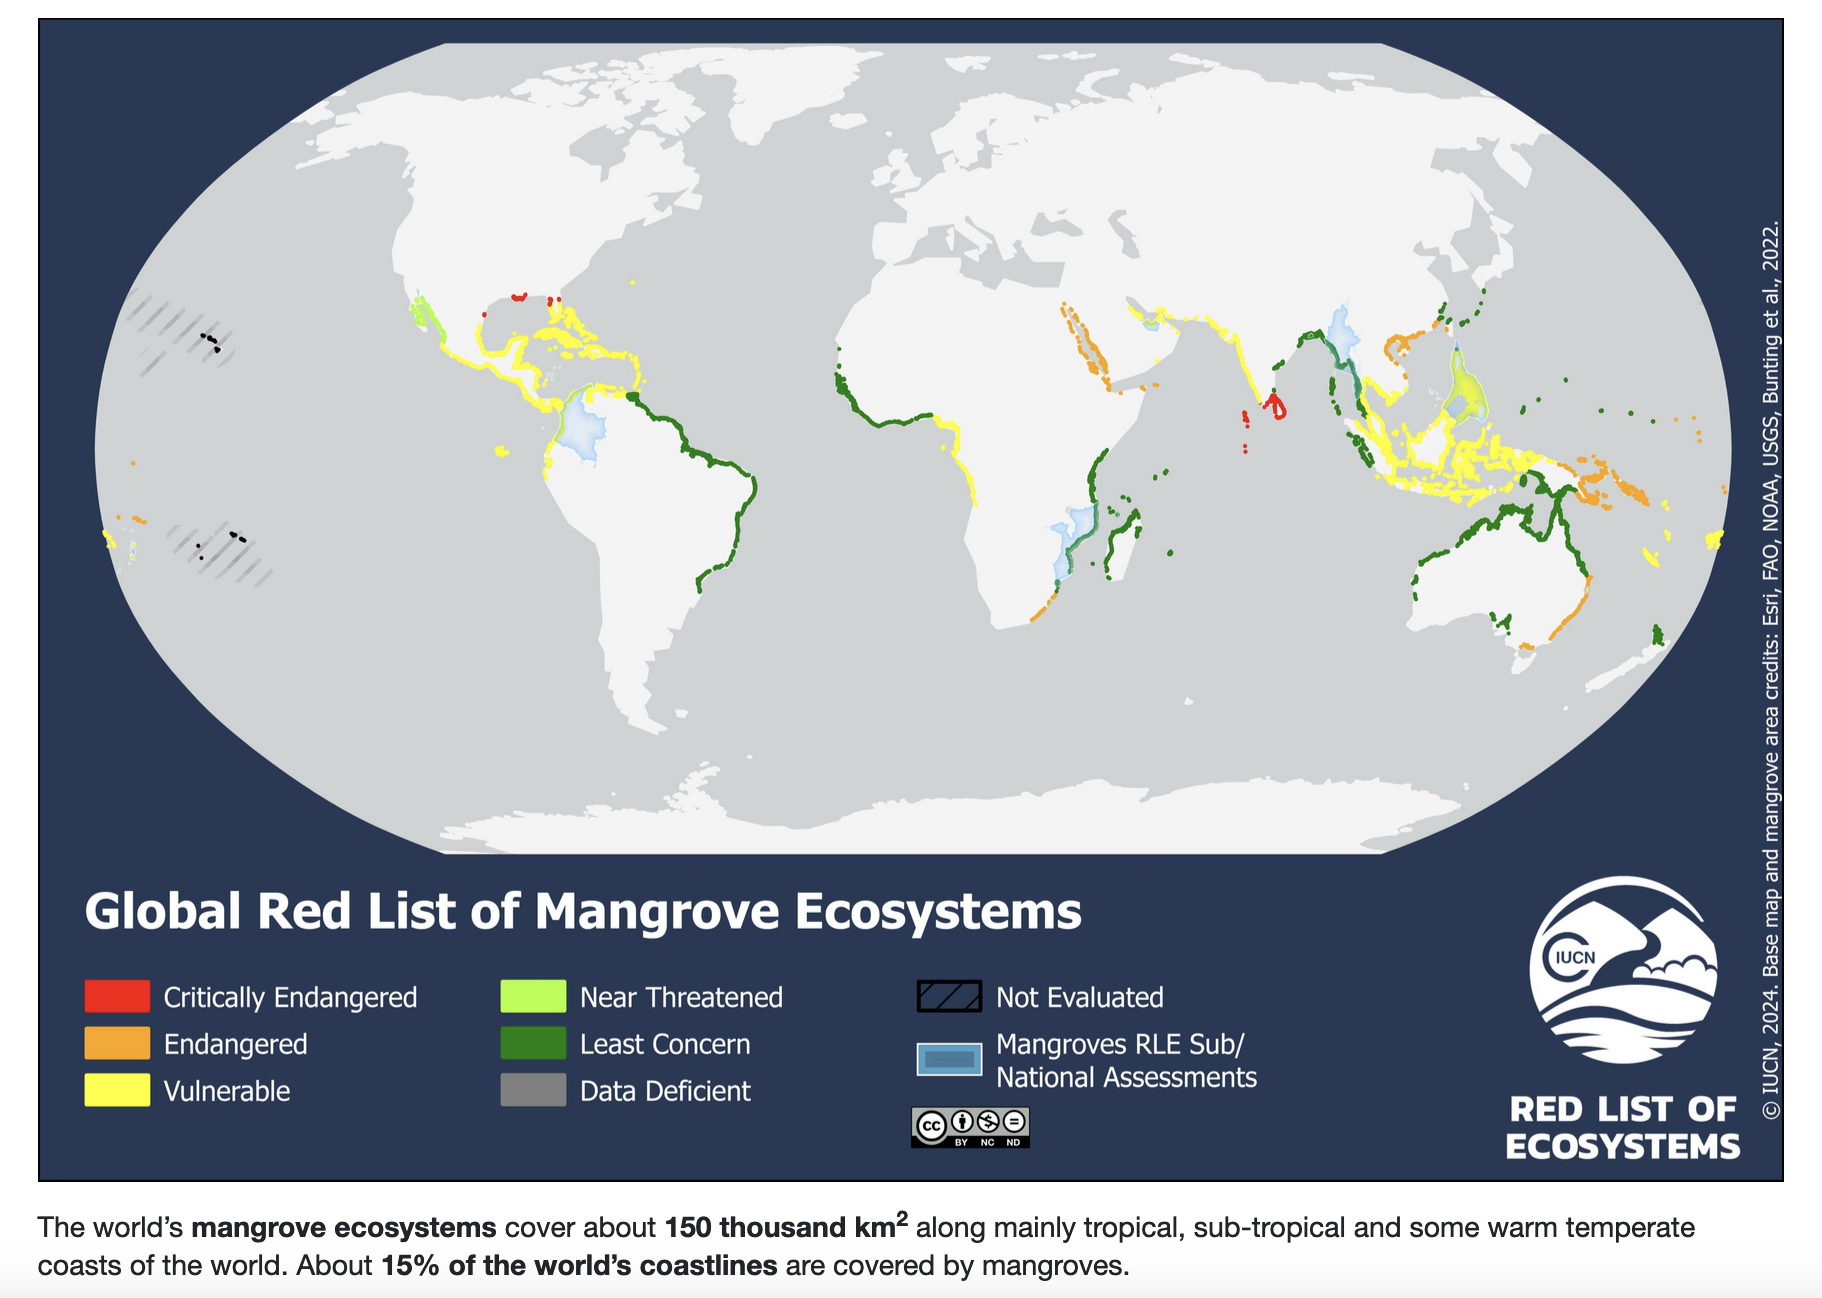 © IUCN, 2024. Base map and mangrove area credits: Esri, FAO, NOAA, USGS, Bunting et al., 2022.
Global Red List of Mangrove Ecosystems
Critically Endangered
Endangered
Vulnerable
Near Threatened
Least Concern
Data Deficient
Not Evaluated
Mangroves RLE Sub/
National Assessments
cc
BY NC ND
IUCN
RED LIST OF
ECOSYSTEMS
The world's mangrove ecosystems cover about 150 thousand km² along mainly tropical, sub-tropical and some warm temperate
coasts of the world. About 15% of the world's coastlines are covered by mangroves.